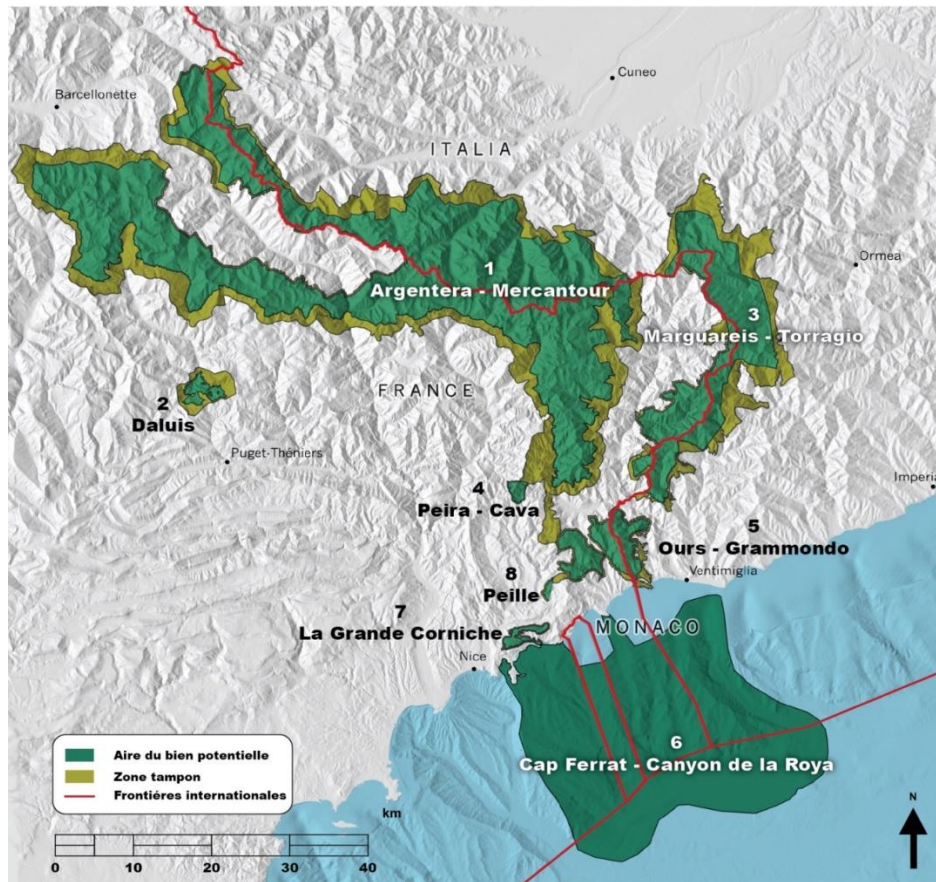 Cuneo
Barcellonette
ITALIA
Ormea
1
Argentera - Mercantour
3
Marguareis - Torragio
FRANCE
2
Daluis
Puget-Théniers
4
Peira - Cava
Imperia
5
Ours - Grammondo
Ventimiglia
8
Peille
7
La Grande Corniche
MONACO
Nice
6
Cap Ferrat - Canyon de la Roya
Aire du bien potentielle
Zone tampon
Frontiéres internationales
km
0 10 20 30 40
N